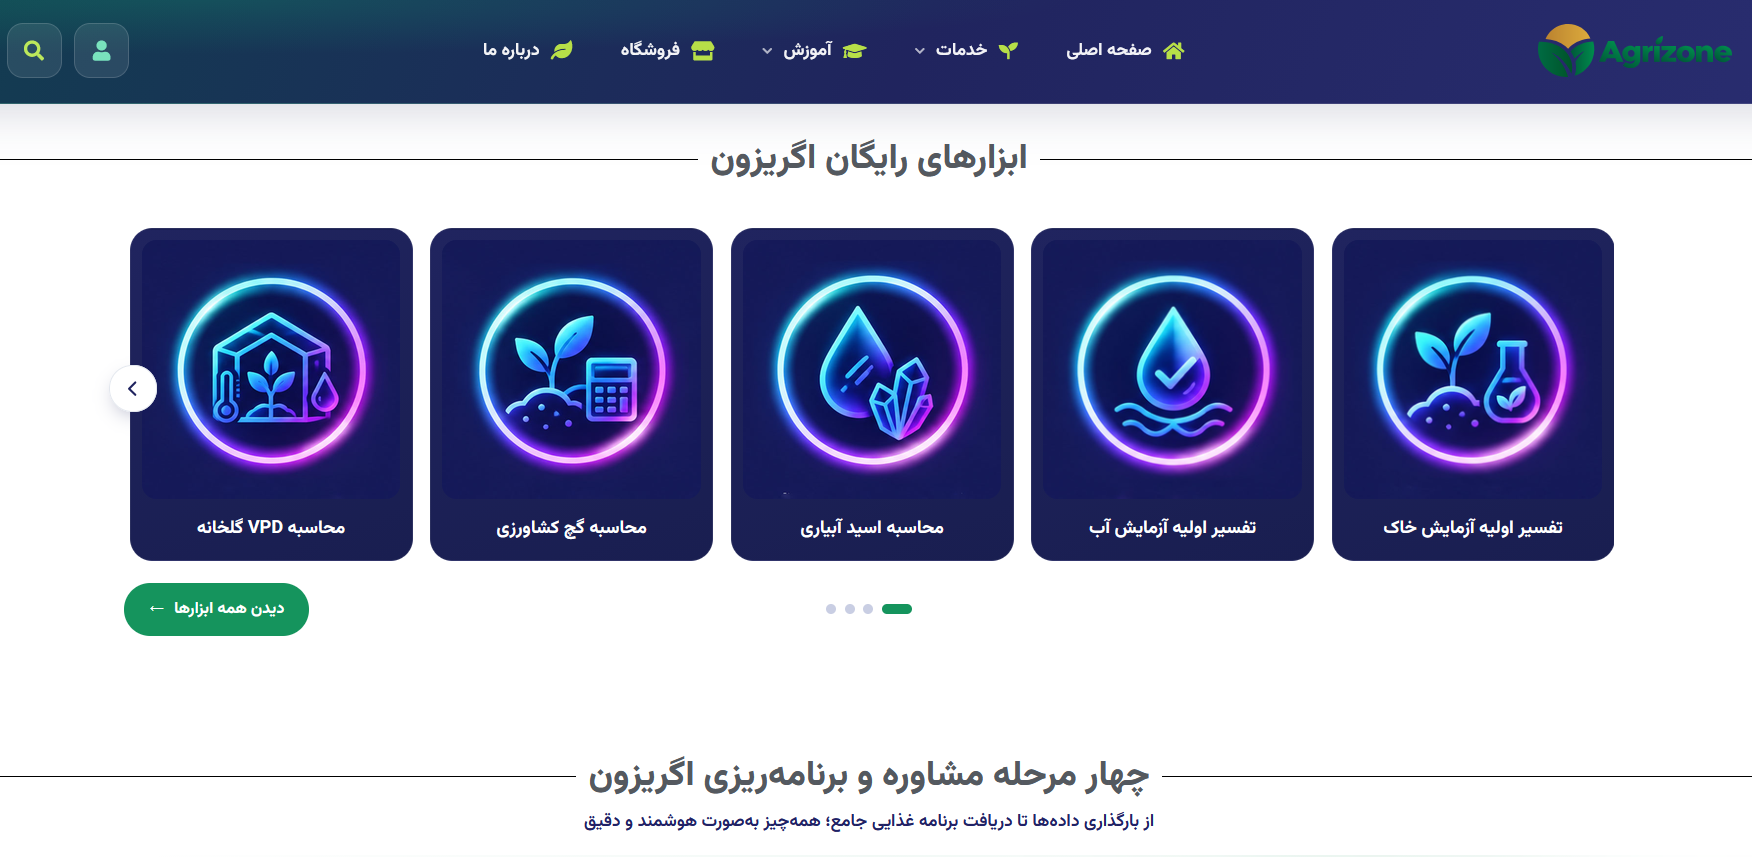 Agrizone
صفحه اصلی
خدمات
آموزش
فروشگاه
درباره ما
ابزارهای رایگان اگریزون
تفسیر اولیه آزمایش خاک
تفسیر اولیه آزمایش آب
محاسبه اسید آبیاری
محاسبه گچ کشاورزی
محاسبه VPD گلخانه
دیدن همه ابزارها ←
چهار مرحله مشاوره و برنامه‌ریزی اگریزون
از بارگذاری داده‌ها تا دریافت برنامه غذایی جامع؛ همه‌چیز به‌صورت هوشمند و دقیق